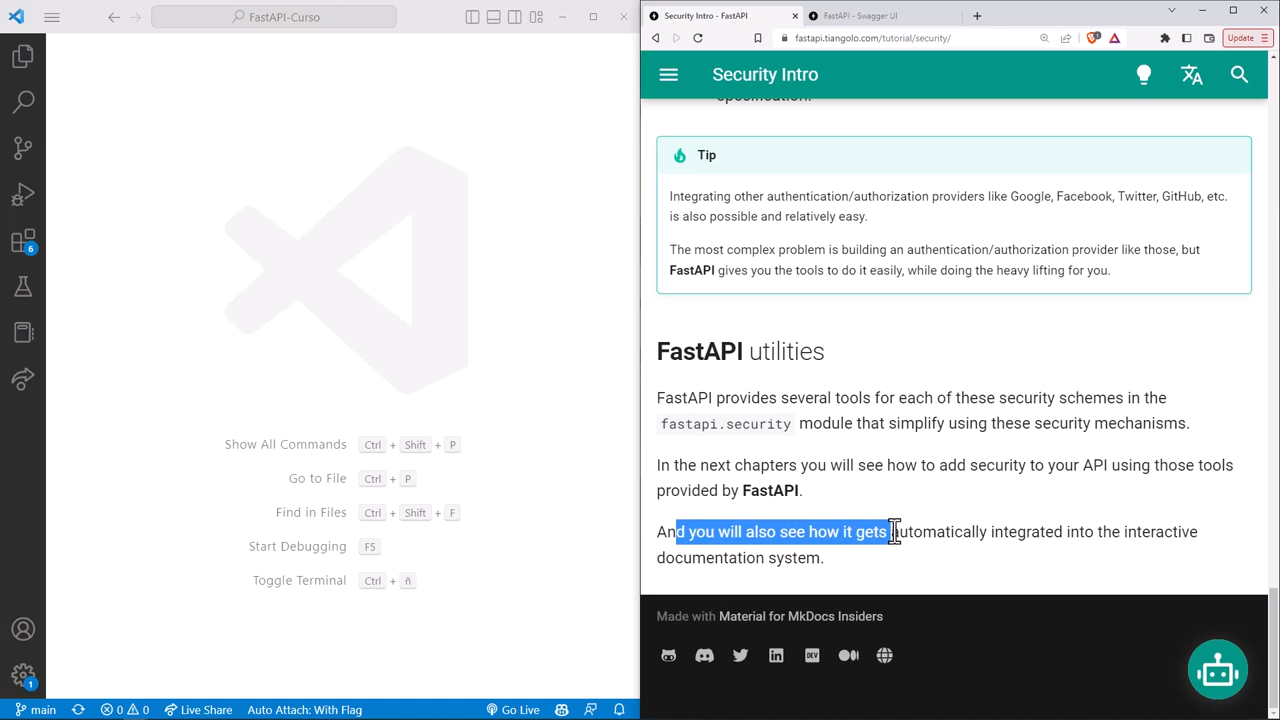 FastAPI-Curso
Show All Commands Ctrl + Shift + P
Go to File Ctrl + P
Find in Files Ctrl + Shift + F
Start Debugging F5
Toggle Terminal Ctrl + ñ
6
1
main 0 0 Live Share Auto Attach: With Flag Go Live
Security Intro - FastAPI
FastAPI - Swagger UI
fastapi.tiangolo.com/tutorial/security/
1
Update
Security Intro
specification.
Tip
Integrating other authentication/authorization providers like Google, Facebook, Twitter, GitHub, etc.
is also possible and relatively easy.
The most complex problem is building an authentication/authorization provider like those, but
FastAPI gives you the tools to do it easily, while doing the heavy lifting for you.
FastAPI utilities
FastAPI provides several tools for each of these security schemes in the
fastapi.security module that simplify using these security mechanisms.
In the next chapters you will see how to add security to your API using those tools
provided by FastAPI.
And you will also see how it gets automatically integrated into the interactive
documentation system.
Made with Material for MkDocs Insiders
DEV